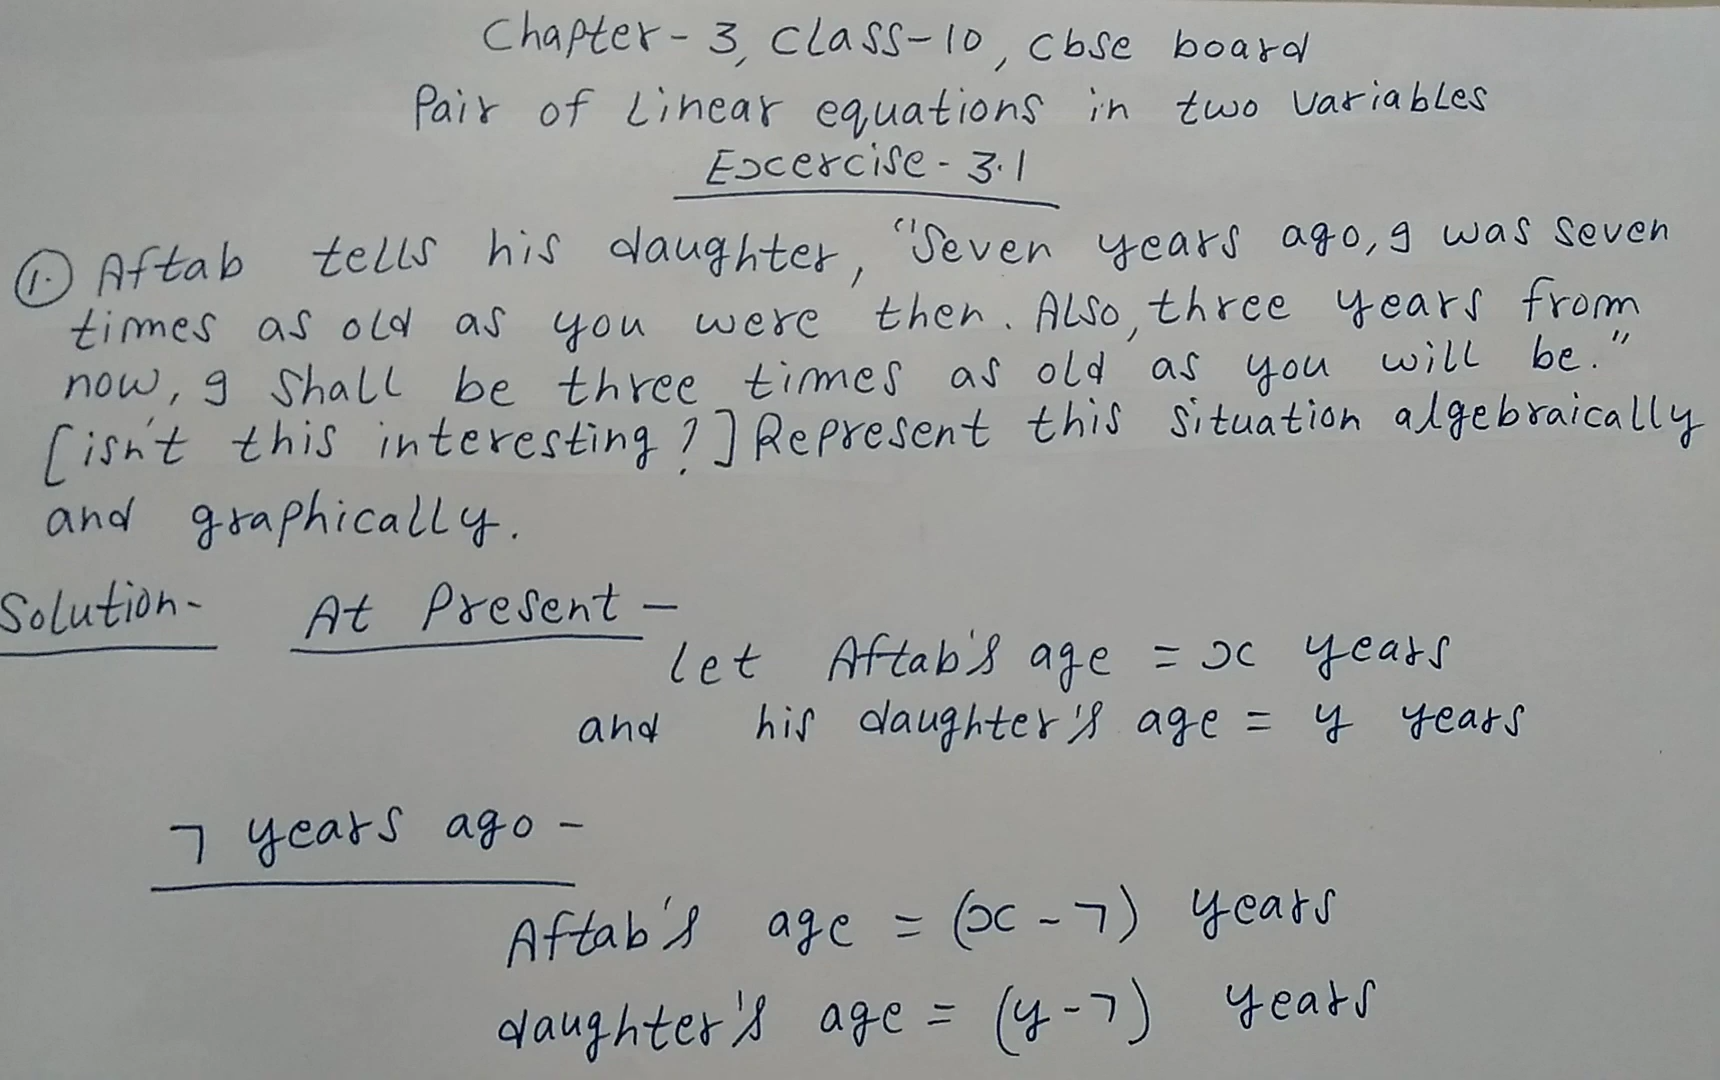 Chapter-3, Class-10, cbse board
Pair of Linear equations in two variables
Excercise-3.1
1. Aftab tells his daughter, "Seven years ago, I was seven
times as old as you were then. Also, three years from
now, I shall be three times as old as you will be."
[isn't this interesting?] Represent this situation algebraically
and graphically.
Solution- At Present -
let Aftab's age = x years
and his daughter's age = y years
7 years ago -
Aftab's age = (x-7) years
daughter's age = (y-7) years